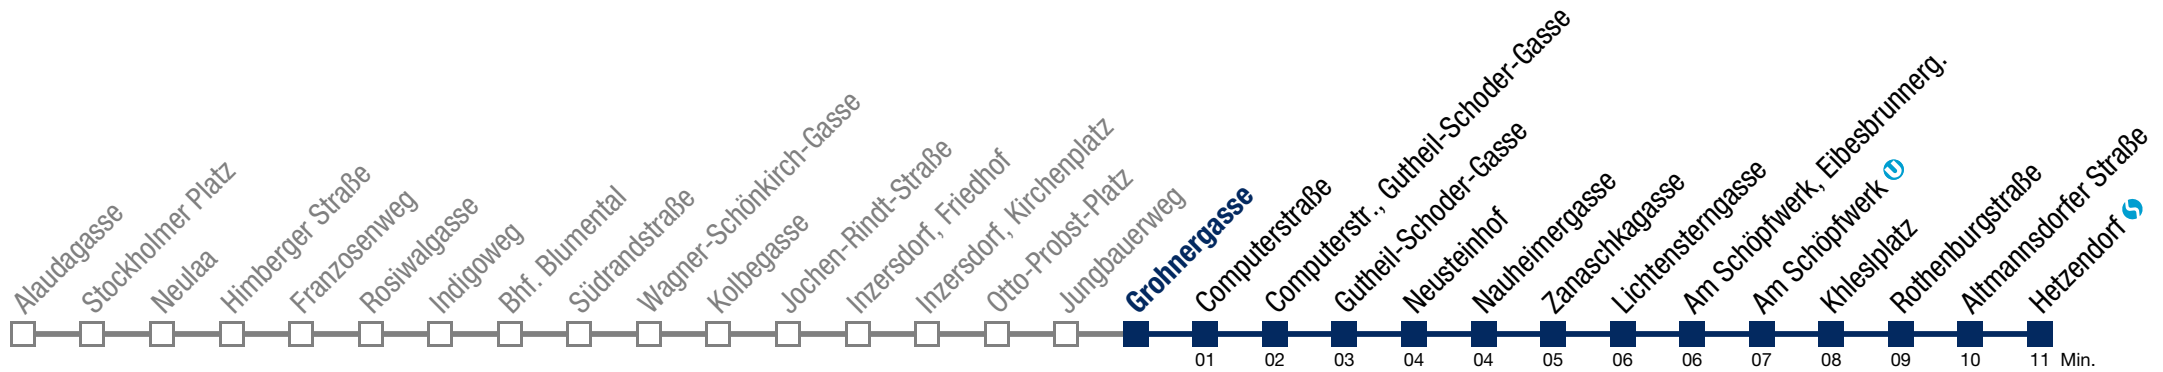 Alaudagasse
Stockholmer Platz
Neulaa
Himberger Straße
Franzosenweg
Rosiwalgasse
Indigoweg
Bhf. Blumental
Südrandstraße
Wagner-Schönkirch-Gasse
Kolbegasse
Jochen-Rindt-Straße
Inzersdorf, Friedhof
Inzersdorf, Kirchenplatz
Otto-Probst-Platz
Jungbauerweg
Grohnergasse
Computerstraße
Computerstr., Gutheil-Schoder-Gasse
Gutheil-Schoder-Gasse
Neusteinhof
Nauheimergasse
Zanaschkagasse
Lichtensterngasse
Am Schöpfwerk, Eibesbrunnerg.
Am Schöpfwerk U
Khleslplatz
Rothenburgstraße
Altmannsdorfer Straße
Hetzendorf S
01 02 03 04 04 05 06 06 07 08 09 10 11 Min.